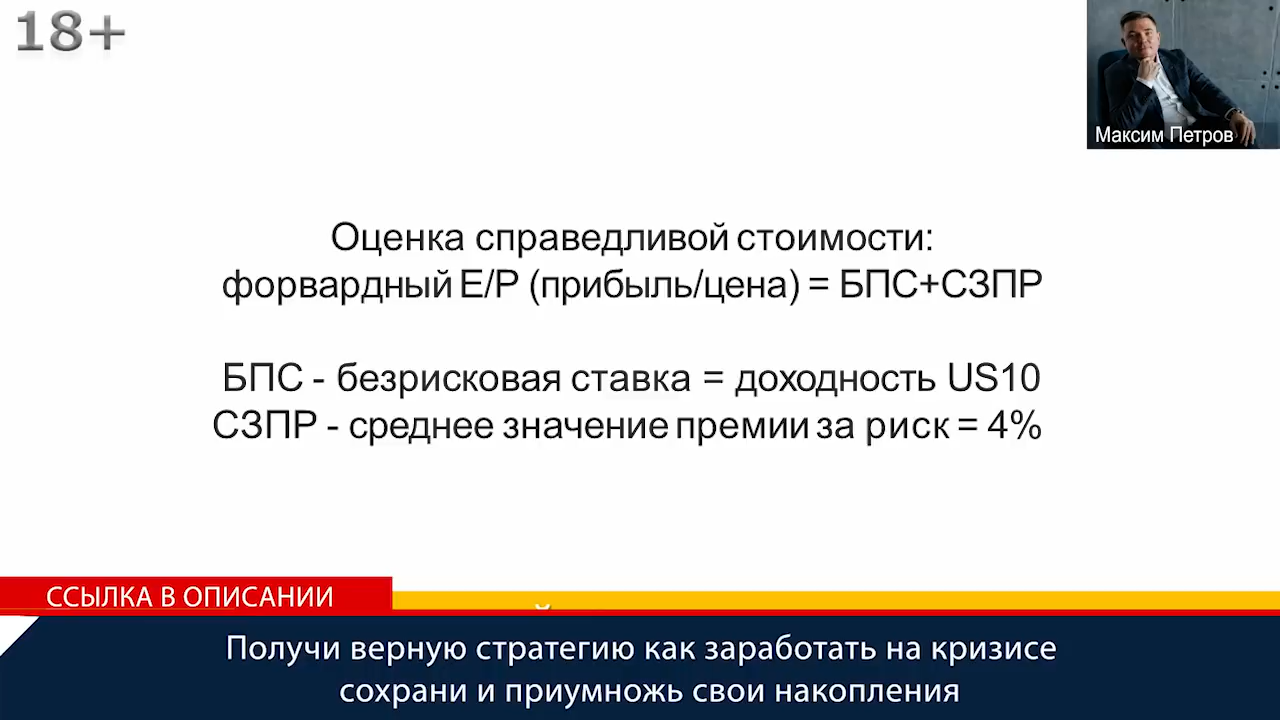 18+
Максим Петров
Оценка справедливой стоимости:
форвардный E/P (прибыль/цена) = БПС+СЗПР
БПС - безрисковая ставка = доходность US10
СЗПР - среднее значение премии за риск = 4%
ССЫЛКА В ОПИСАНИИ
Получи верную стратегию как заработать на кризисе
сохрани и приумножь свои накопления